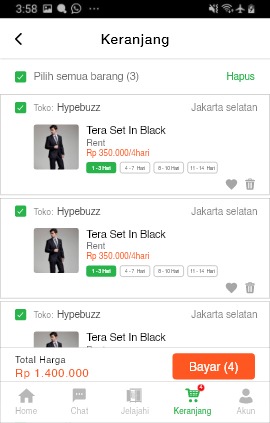 3:58
Keranjang
Pilih semua barang (3)
Hapus
Toko: Hypebuzz
Jakarta selatan
Tera Set In Black
Rent
Rp 350.000/4hari
1 - 3 Hari
4 - 7 Hari
8 - 10 Hari
11 - 14 Hari
Toko: Hypebuzz
Jakarta selatan
Tera Set In Black
Rent
Rp 350.000/4hari
1 - 3 Hari
4 - 7 Hari
8 - 10 Hari
11 - 14 Hari
Toko: Hypebuzz
Jakarta selatan
Tera Set In Black
Total Harga
Rp 1.400.000
Bayar (4)
4
Home
Chat
Jelajahi
Keranjang
Akun